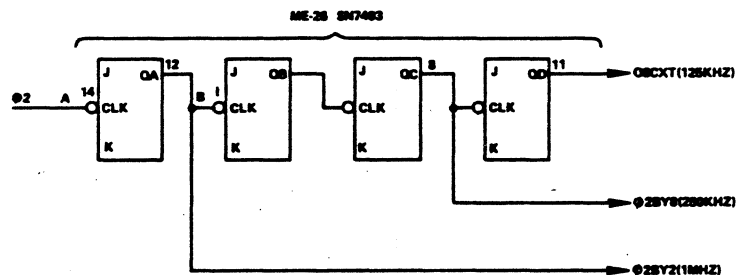 ME-26 SN7493
J QA 12
J QB
J QC 8
J QD 11
OSCXT(125KHZ)
Φ2 A 14 CLK
B 1 CLK
CLK
CLK
K
K
K
K
Φ2BY8(250KHZ)
Φ2BY2(1MHZ)